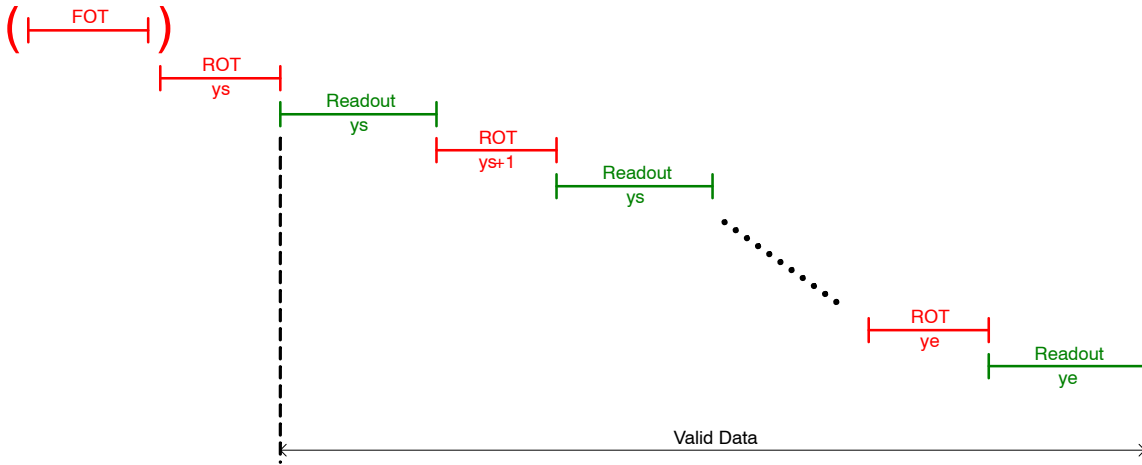 ( FOT )
ROT
ys
Readout
ys
ROT
ys+1
Readout
ys
ROT
ye
Readout
ye
Valid Data